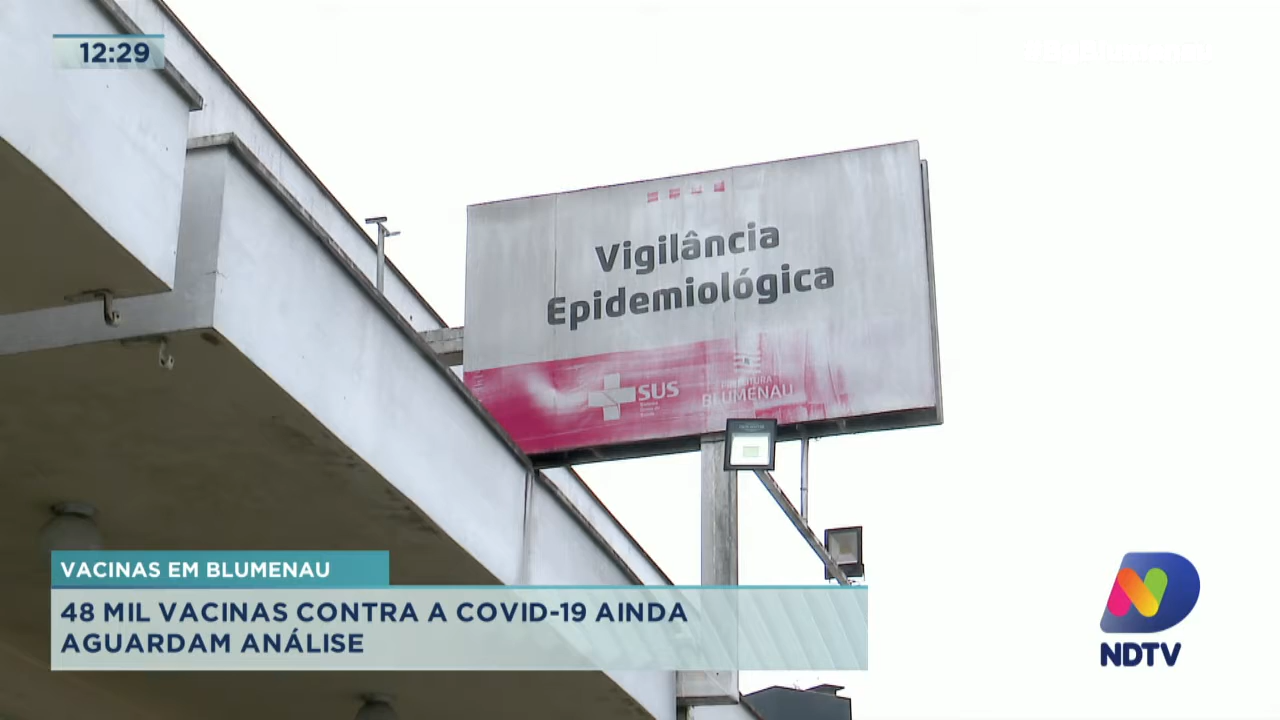 12:29
Vigilância
Epidemiológica
SUS
BLUMENAU
VACINAS EM BLUMENAU
48 MIL VACINAS CONTRA A COVID-19 AINDA
AGUARDAM ANÁLISE
NDTV